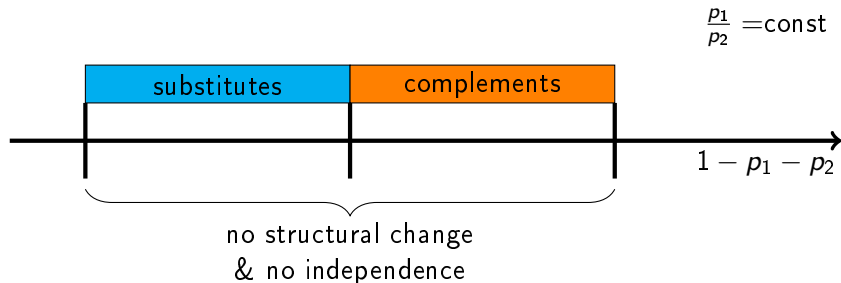 p₁/p₂ =const
substitutes complements
1 − p₁ − p₂
no structural change
& no independence